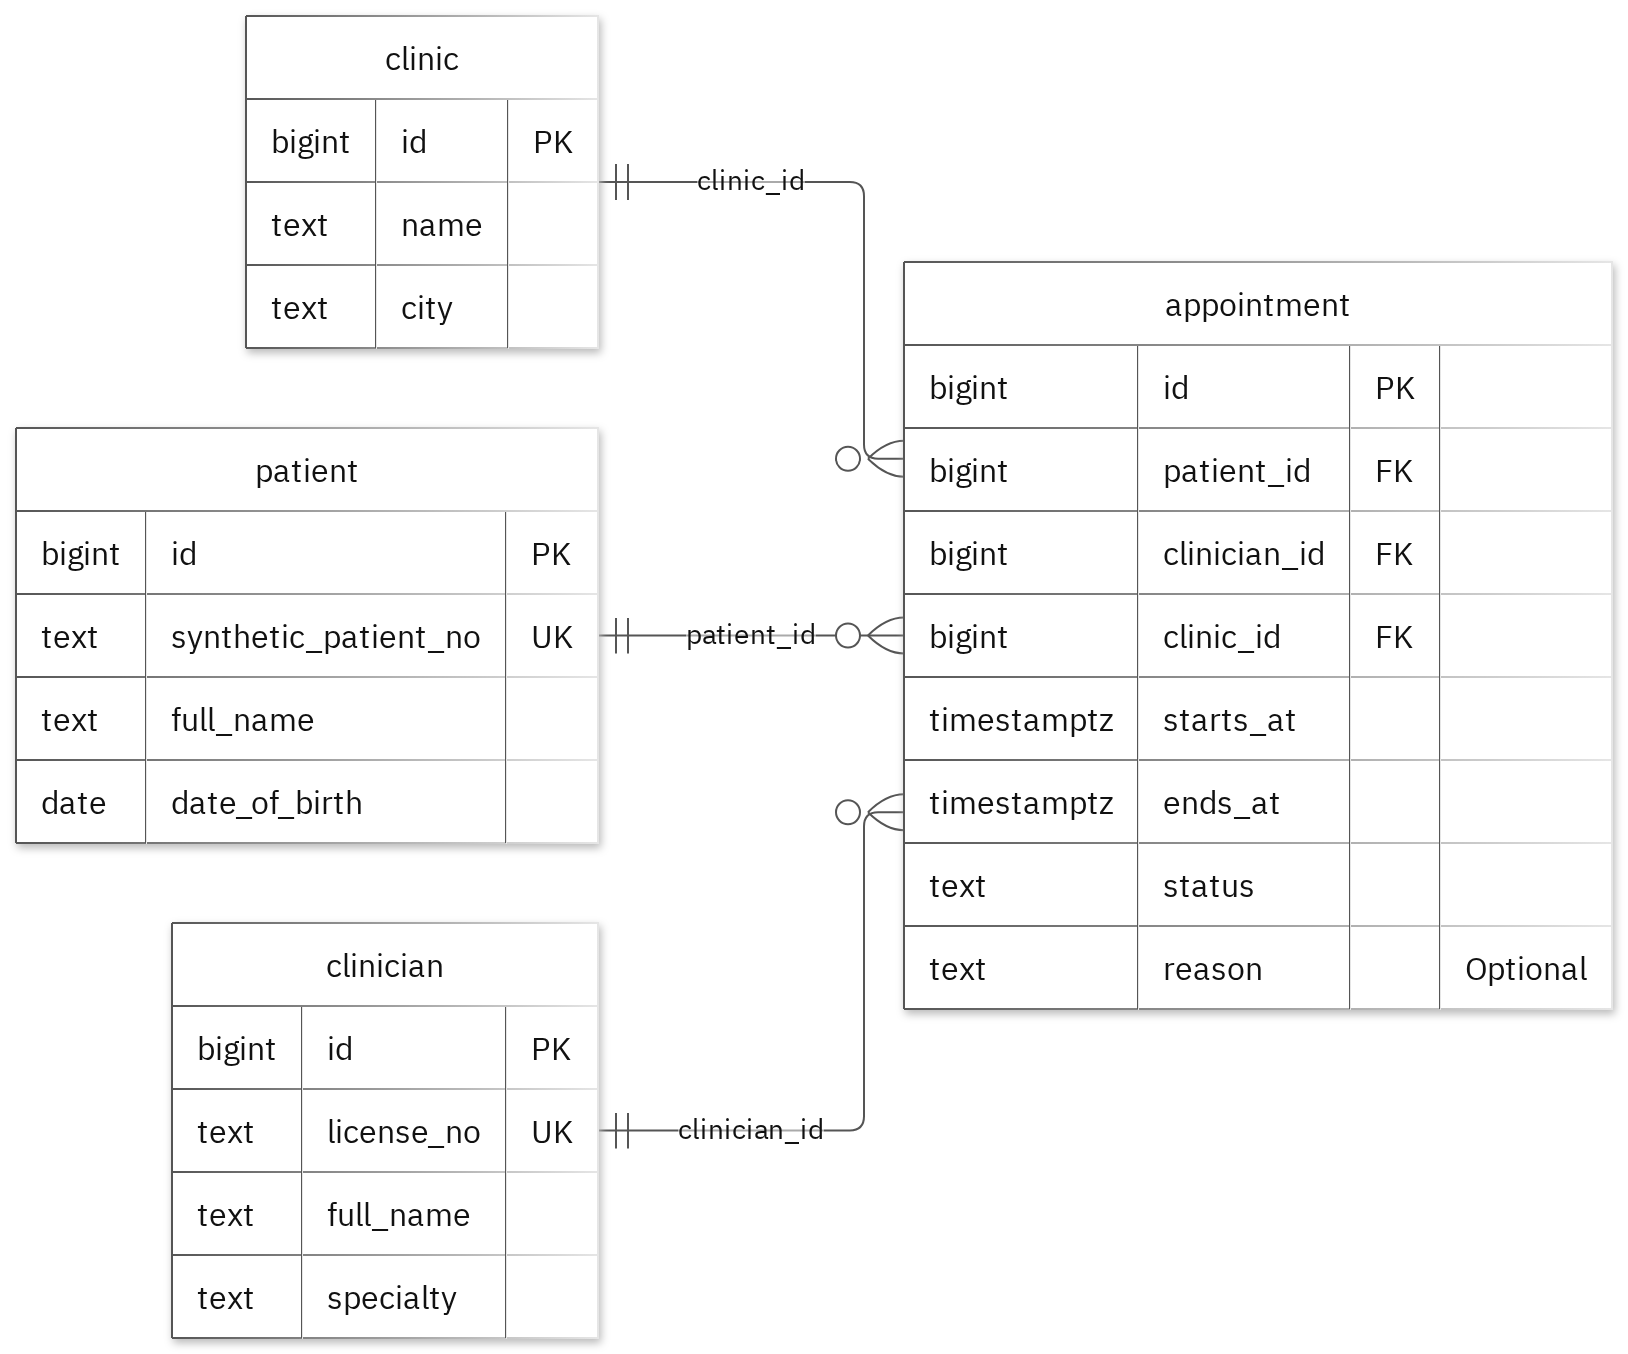 clinic
bigint id PK
text name
text city
clinic_id
patient
bigint id PK
text synthetic_patient_no UK
text full_name
date date_of_birth
patient_id
clinician
bigint id PK
text license_no UK
text full_name
text specialty
clinician_id
appointment
bigint id PK
bigint patient_id FK
bigint clinician_id FK
bigint clinic_id FK
timestamptz starts_at
timestamptz ends_at
text status
text reason Optional